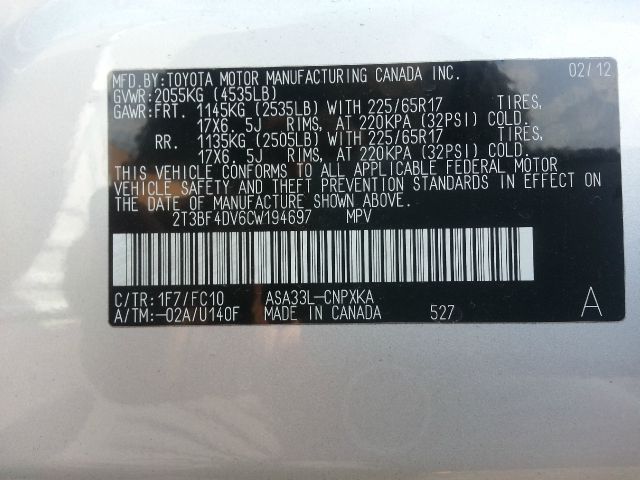 MFD.BY:TOYOTA MOTOR MANUFACTURING CANADA INC. 02/12
GVWR:2055KG (4535LB)
GAWR:FRT. 1145KG (2535LB) WITH 225/65R17 TIRES,
17X6. 5J RIMS, AT 220KPA (32PSI) COLD.
RR. 1135KG (2505LB) WITH 225/65R17 TIRES,
17X6. 5J RIMS, AT 220KPA (32PSI) COLD.
THIS VEHICLE CONFORMS TO ALL APPLICABLE FEDERAL MOTOR
VEHICLE SAFETY AND THEFT PREVENTION STANDARDS IN EFFECT ON
THE DATE OF MANUFACTURE SHOWN ABOVE.
2T3BF4DV6CW194697 MPV
C/TR:1F7/FC10 ASA33L-CNPXKA
A/TM:-02A/U140F MADE IN CANADA 527 A